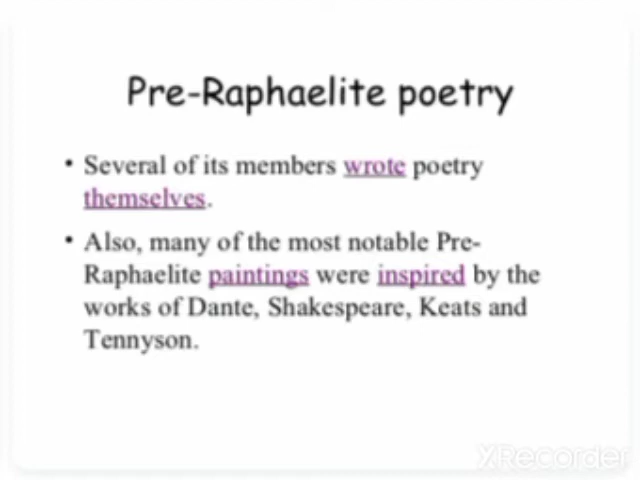 Pre-Raphaelite poetry
• Several of its members wrote poetry
themselves.
• Also, many of the most notable Pre-
Raphaelite paintings were inspired by the
works of Dante, Shakespeare, Keats and
Tennyson.
XRecorder